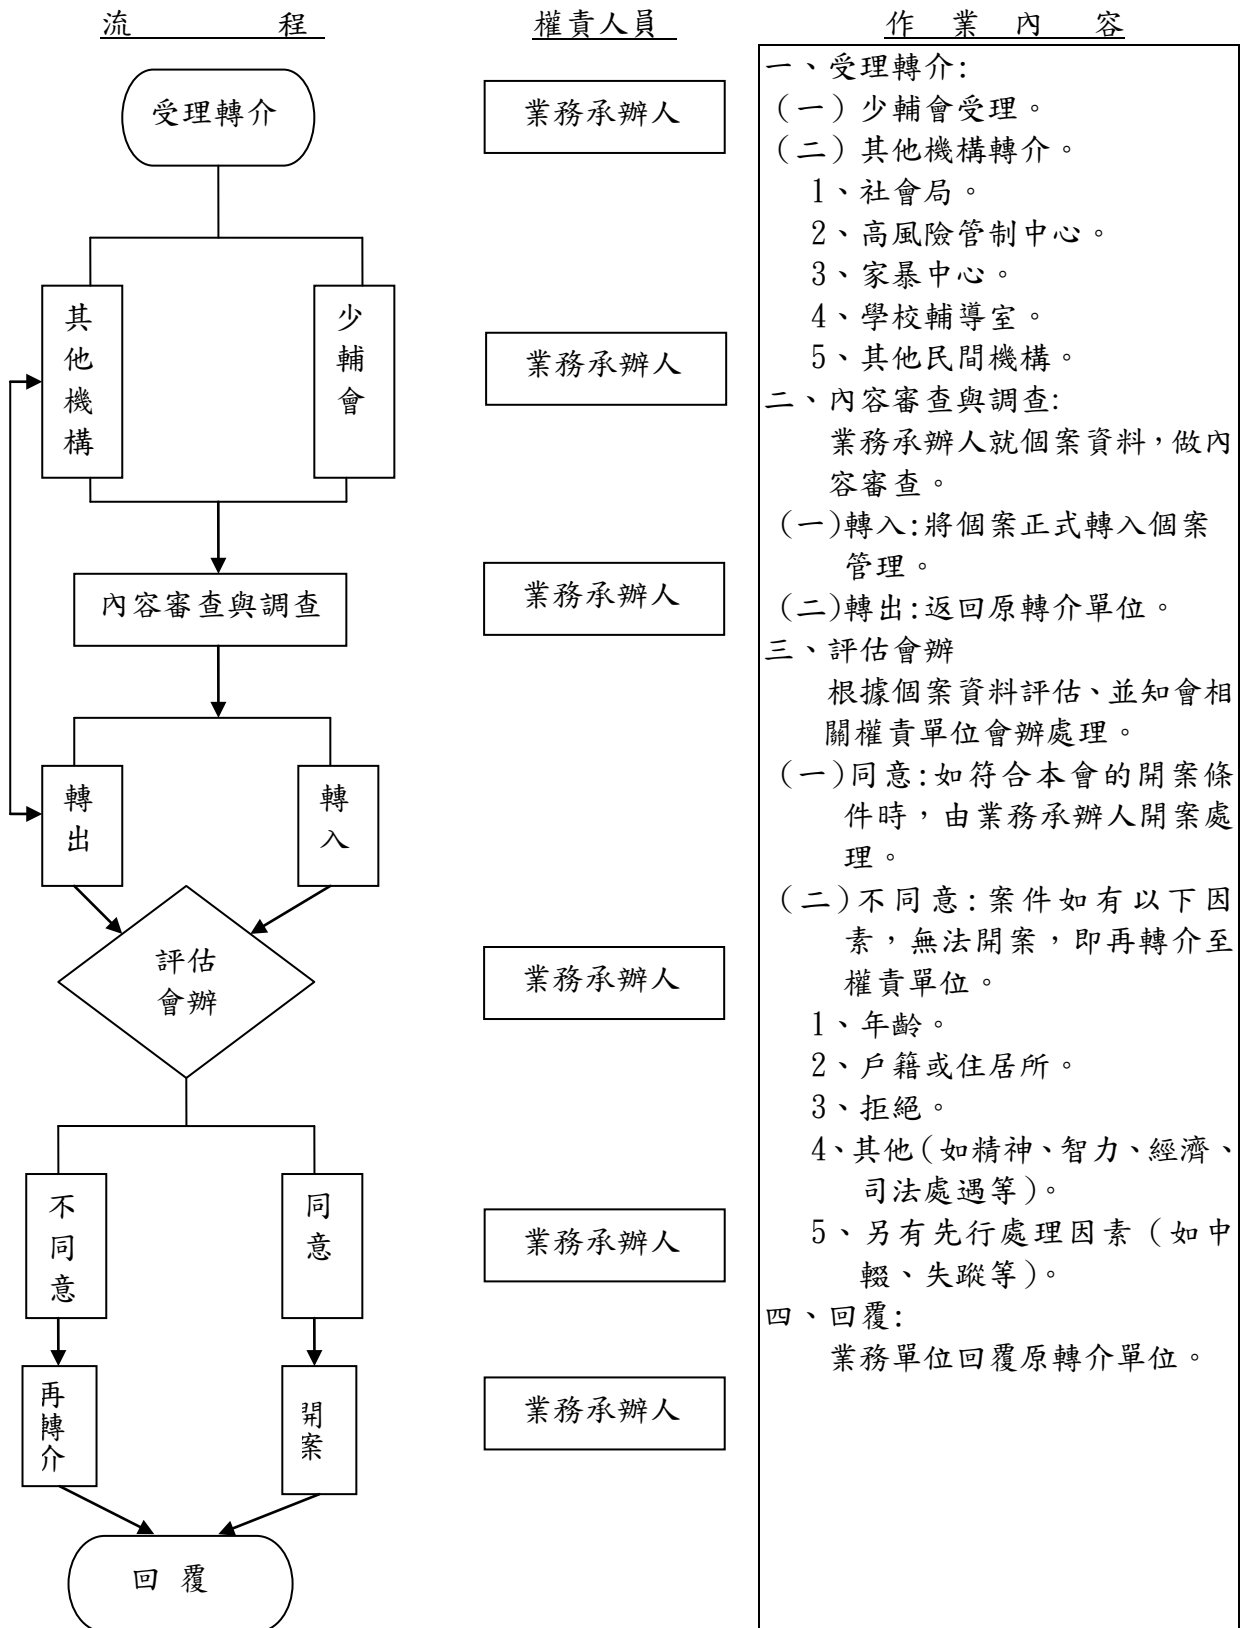 流程
權責人員
作業內容
受理轉介
業務承辦人
其他機構
少輔會
業務承辦人
內容審查與調查
業務承辦人
轉出
轉入
評估
會辦
業務承辦人
不同意
同意
業務承辦人
再轉介
開案
業務承辦人
回覆
一、受理轉介:
(一)少輔會受理。
(二)其他機構轉介。
1、社會局。
2、高風險管制中心。
3、家暴中心。
4、學校輔導室。
5、其他民間機構。
二、內容審查與調查:
業務承辦人就個案資料,做內
容審查。
(一)轉入:將個案正式轉入個案
管理。
(二)轉出:返回原轉介單位。
三、評估會辦
根據個案資料評估、並知會相
關權責單位會辦處理。
(一)同意:如符合本會的開案條
件時,由業務承辦人開案處
理。
(二)不同意:案件如有以下因
素,無法開案,即再轉介至
權責單位。
1、年齡。
2、戶籍或住居所。
3、拒絕。
4、其他(如精神、智力、經濟、
司法處遇等)。
5、另有先行處理因素(如中
輟、失蹤等)。
四、回覆:
業務單位回覆原轉介單位。